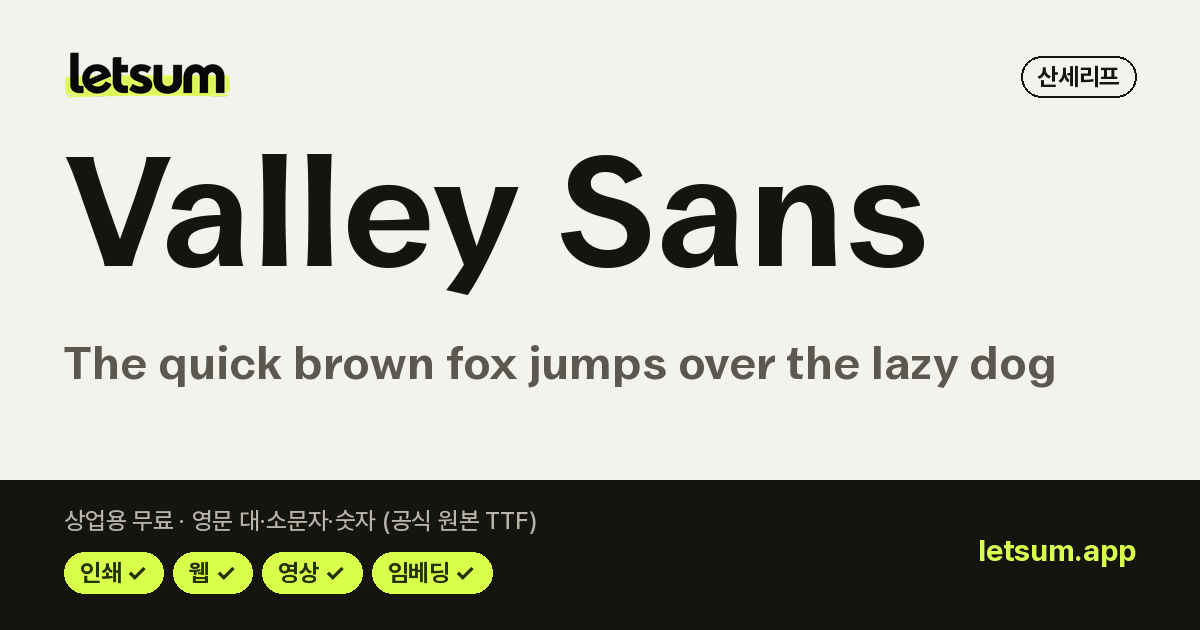 letsum
산세리프
Valley Sans
The quick brown fox jumps over the lazy dog
상업용 무료 · 영문 대·소문자·숫자 (공식 원본 TTF)
인쇄 ✓ 웹 ✓ 영상 ✓ 임베딩 ✓
letsum.app